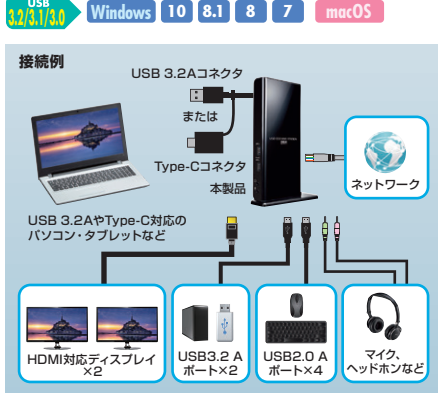 USB
3.2/3.1/3.0
Windows 10 8.1 8 7 macOS
接続例
USB 3.2Aコネクタ
または
Type-Cコネクタ
本製品
ネットワーク
USB 3.2AやType-C対応の
パソコン・タブレットなど
HDMI対応ディスプレイ
×2
USB3.2 A
ポート×2
USB2.0 A
ポート×4
マイク、
ヘッドホンなど